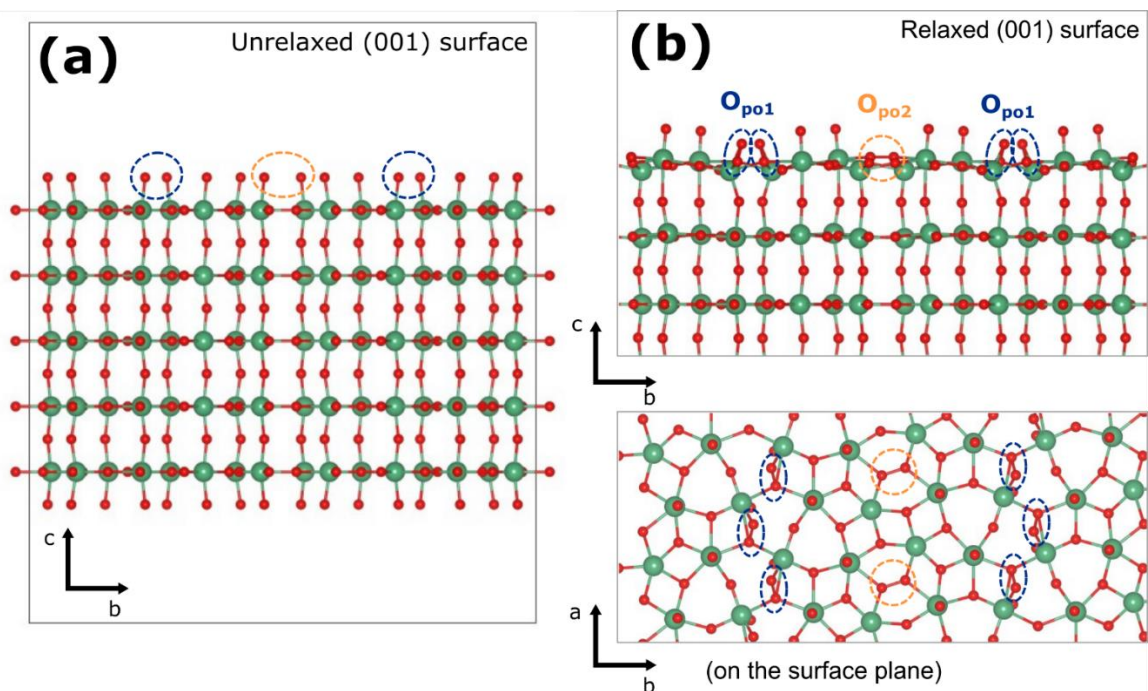 (a)
Unrelaxed (001) surface
c
b
(b)
Relaxed (001) surface
Opo1
Opo2
Opo1
c
b
a
b
(on the surface plane)